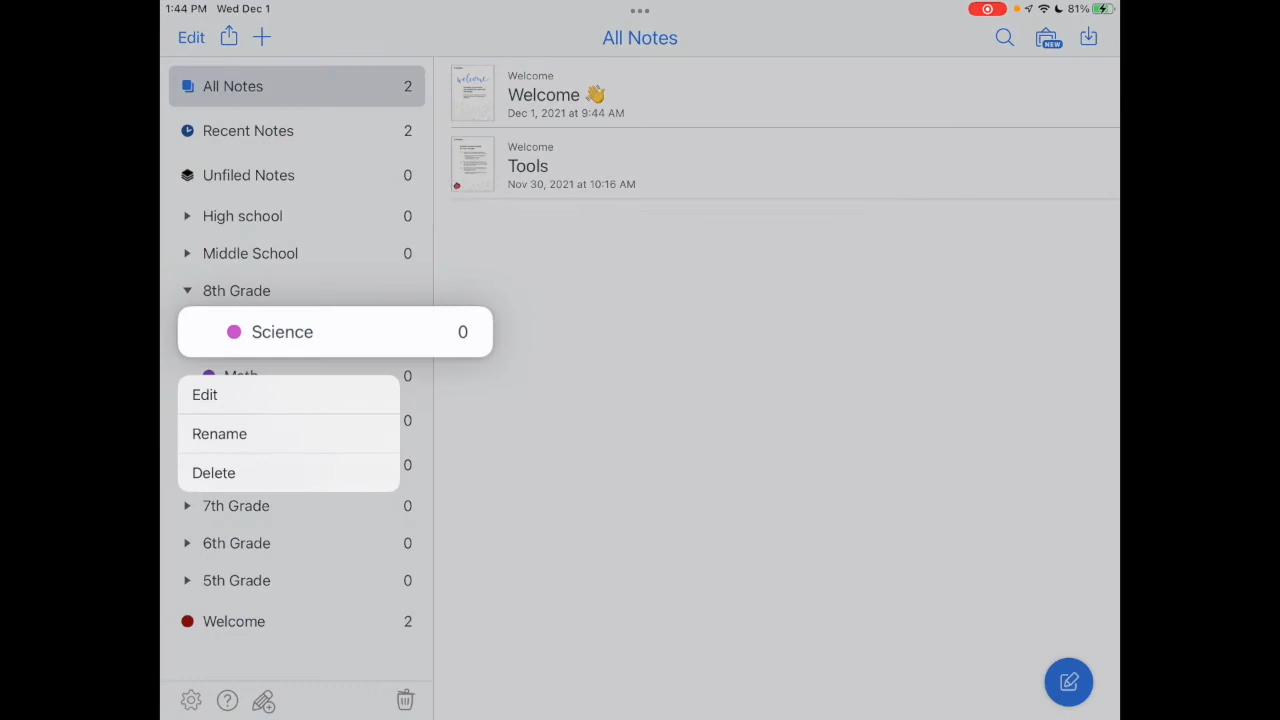 1:44 PM Wed Dec 1
81%
Edit
All Notes
NEW
All Notes 2
Recent Notes 2
Unfiled Notes 0
High school 0
Middle School 0
8th Grade
Science 0
Math 0
Edit
0
Rename
0
Delete
7th Grade 0
6th Grade 0
5th Grade 0
Welcome 2
welcome
Welcome
Welcome 👋
Dec 1, 2021 at 9:44 AM
Welcome
Tools
Nov 30, 2021 at 10:16 AM